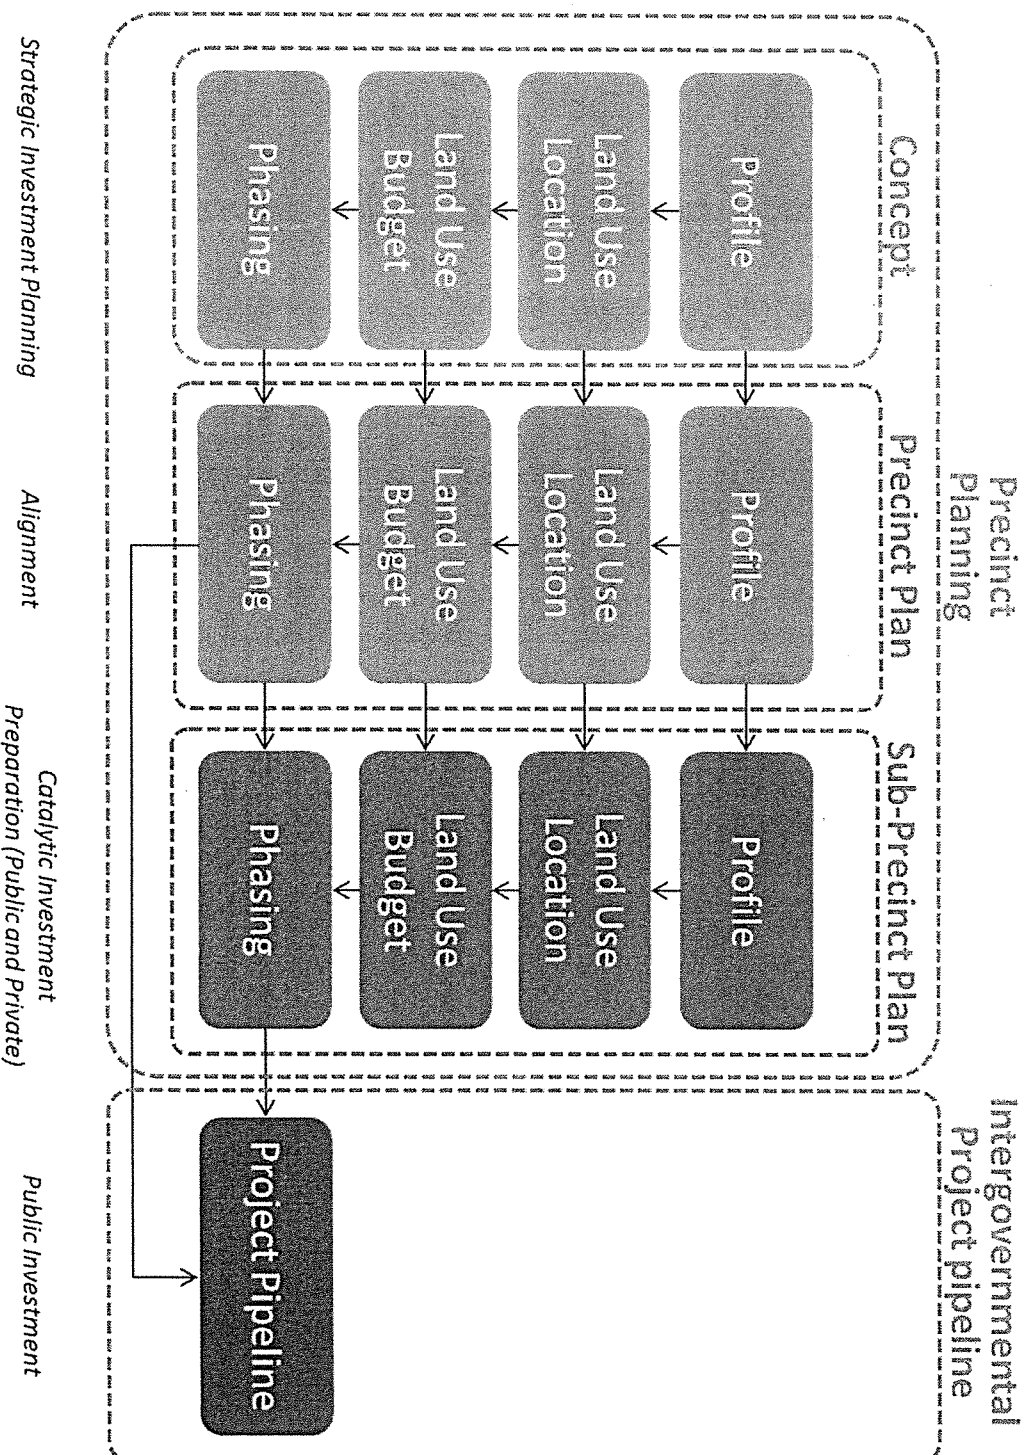 Precinct
Planning
Intergovernmental
Project pipeline
Concept
Precinct Plan
Sub-Precinct Plan
Profile
Profile
Profile
Land Use
Location
Land Use
Location
Land Use
Location
Land Use
Budget
Land Use
Budget
Land Use
Budget
Phasing
Phasing
Phasing
Project Pipeline
Strategic Investment Planning
Alignment
Catalytic Investment
Preparation (Public and Private)
Public Investment